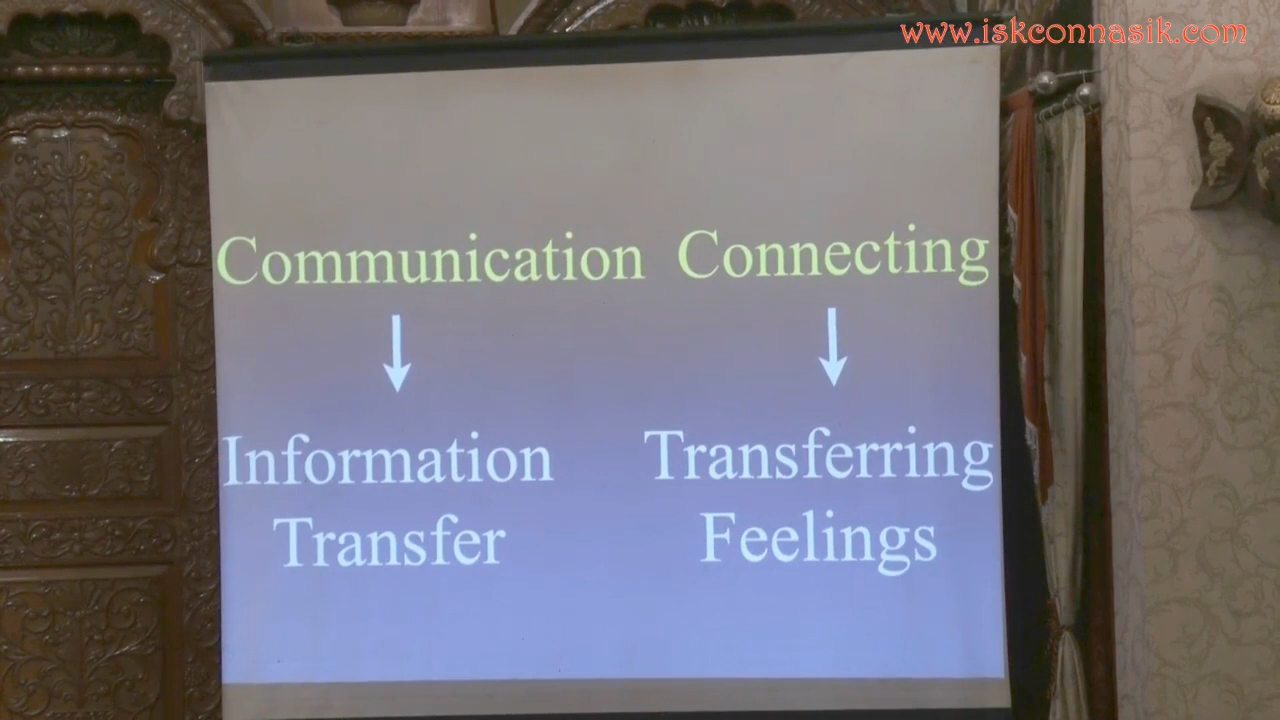 www.iskconnasik.com
Communication Connecting
Information Transferring
Transfer Feelings